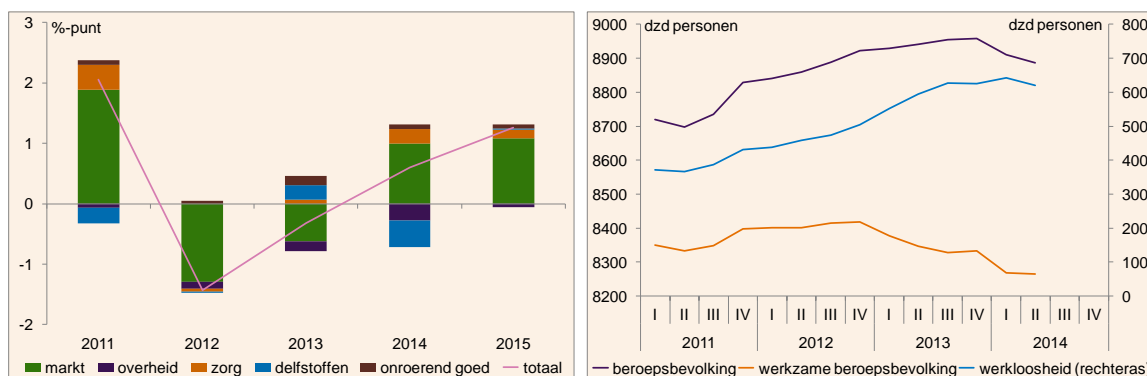 %-punt
3
2
1
0
-1
-2
2011 2012 2013 2014 2015
markt overheid zorg delfstoffen onroerend goed totaal
dzd personen dzd personen
9000 800
8900 700
8800 600
8700 500
8600 400
8500 300
8400 200
8300 100
8200 0
I II III IV I II III IV I II III IV I II III IV
2011 2012 2013 2014
beroepsbevolking werkzame beroepsbevolking werkloosheid (rechteras